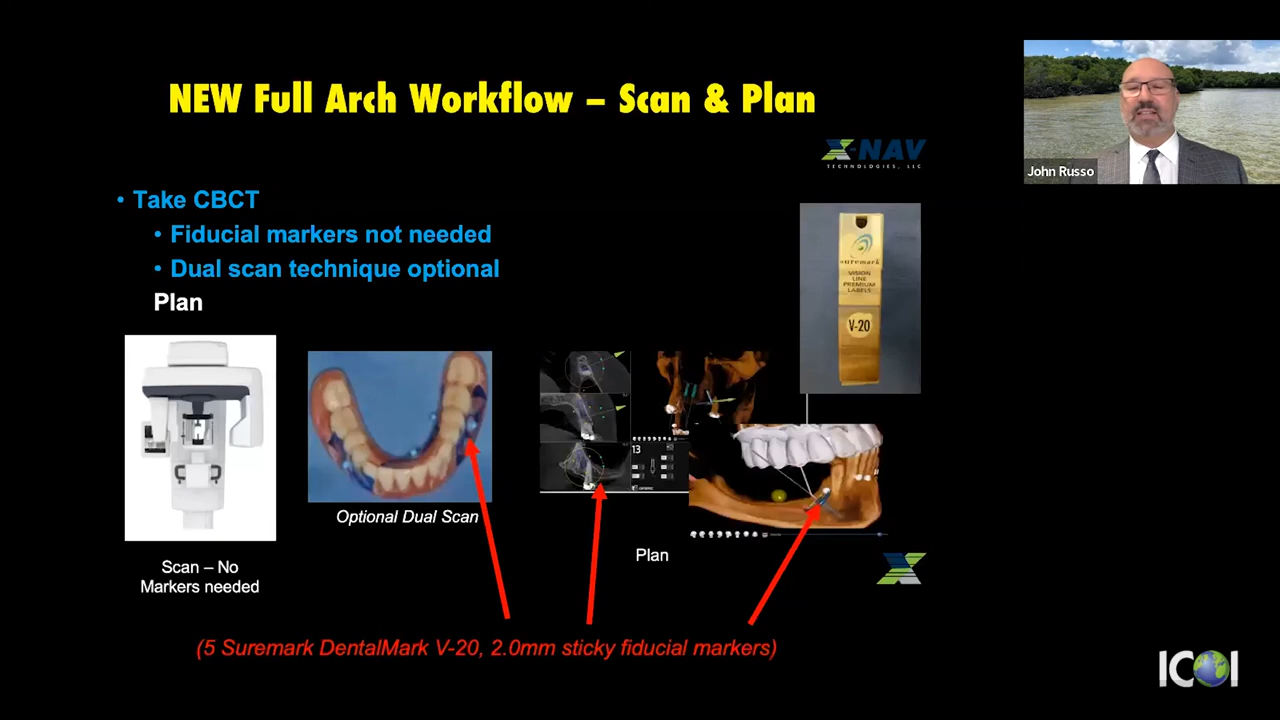 NEW Full Arch Workflow – Scan & Plan
X-NAV
TECHNOLOGIES, LLC
John Russo
• Take CBCT
• Fiducial markers not needed
• Dual scan technique optional
Plan
suremark
VISION
LINE
PREMIUM
LABELS
V-20
13
Optional Dual Scan
Plan
Scan – No
Markers needed
(5 Suremark DentalMark V-20, 2.0mm sticky fiducial markers)
ICOI